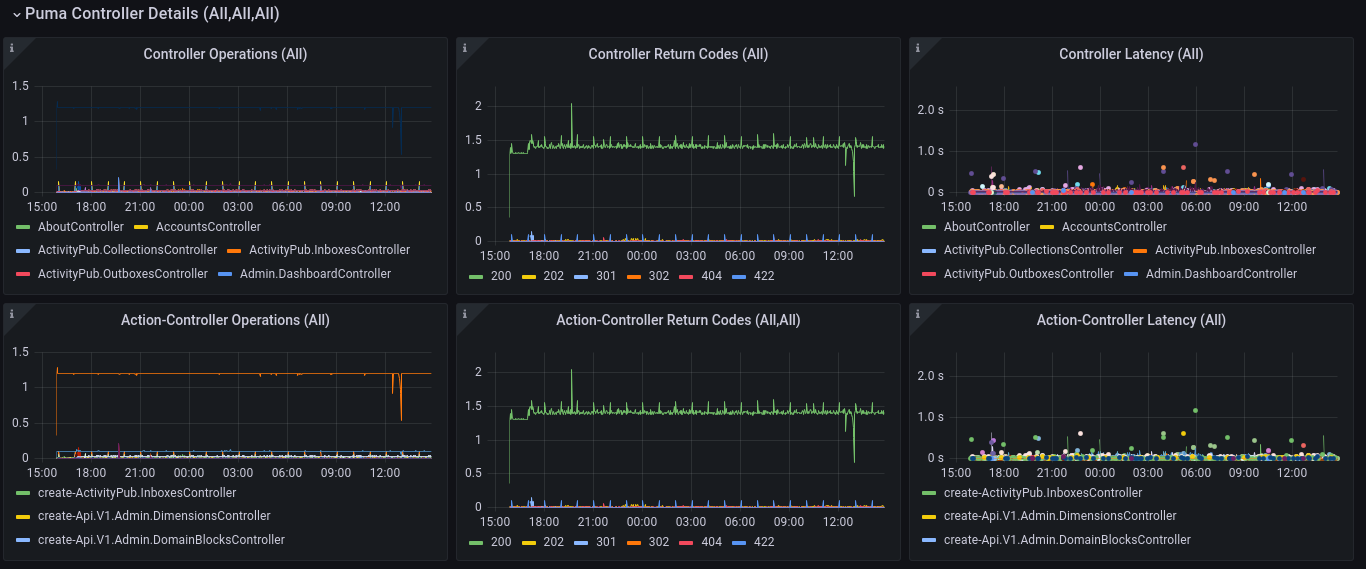 Puma Controller Details (All,All,All)
Controller Operations (All)
1.5
1
0.5
0
15:00 18:00 21:00 00:00 03:00 06:00 09:00 12:00
AboutController AccountsController
ActivityPub.CollectionsController ActivityPub.InboxesController
ActivityPub.OutboxesController Admin.DashboardController
Controller Return Codes (All)
2
1.5
1
0.5
0
15:00 18:00 21:00 00:00 03:00 06:00 09:00 12:00
200 202 301 302 404 422
Controller Latency (All)
2.0 s
1.0 s
0 s
15:00 18:00 21:00 00:00 03:00 06:00 09:00 12:00
AboutController AccountsController
ActivityPub.CollectionsController ActivityPub.InboxesController
ActivityPub.OutboxesController Admin.DashboardController
Action-Controller Operations (All)
1.5
1
0.5
0
15:00 18:00 21:00 00:00 03:00 06:00 09:00 12:00
create-ActivityPub.InboxesController
create-Api.V1.Admin.DimensionsController
create-Api.V1.Admin.DomainBlocksController
Action-Controller Return Codes (All,All)
2
1.5
1
0.5
0
15:00 18:00 21:00 00:00 03:00 06:00 09:00 12:00
200 202 301 302 404 422
Action-Controller Latency (All)
2.0 s
1.0 s
0 s
15:00 18:00 21:00 00:00 03:00 06:00 09:00 12:00
create-ActivityPub.InboxesController
create-Api.V1.Admin.DimensionsController
create-Api.V1.Admin.DomainBlocksController